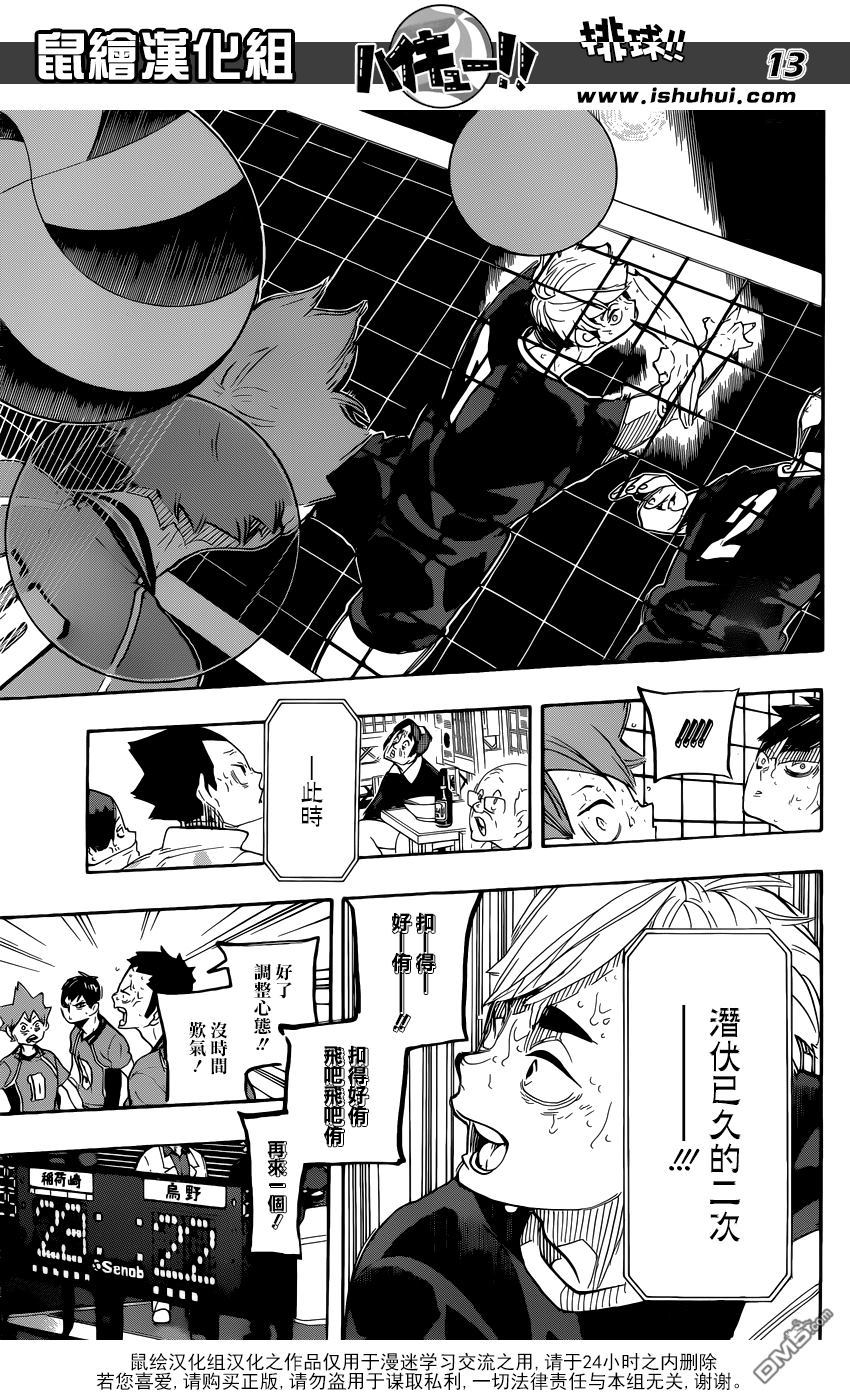 鼠繪漢化組
ハイキュー!!
排球!!
13
www.ishuhui.com
2
!!!!!
—此時
潛伏已久的二次
——!!!
扣得—
好—侑—!!
扣得好侑
飛吧飛吧侑
再來一個!
好了
調整心態!!
沒時間
歎氣!
10
稲荷崎
烏野
23
22
Senob
鼠绘汉化组汉化之作品仅用于漫迷学习交流之用, 请于24小时之内删除
若您喜爱, 请购买正版, 请勿盗用于谋取私利, 一切法律责任与本组无关, 谢谢.
DM5.com